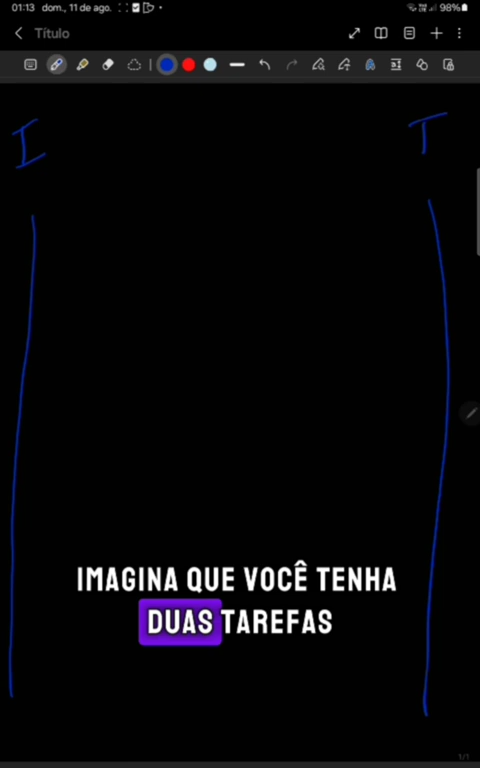 01:13 dom., 11 de ago.
98%
Título
I T
IMAGINA QUE VOCÊ TENHA
DUAS TAREFAS
1/1